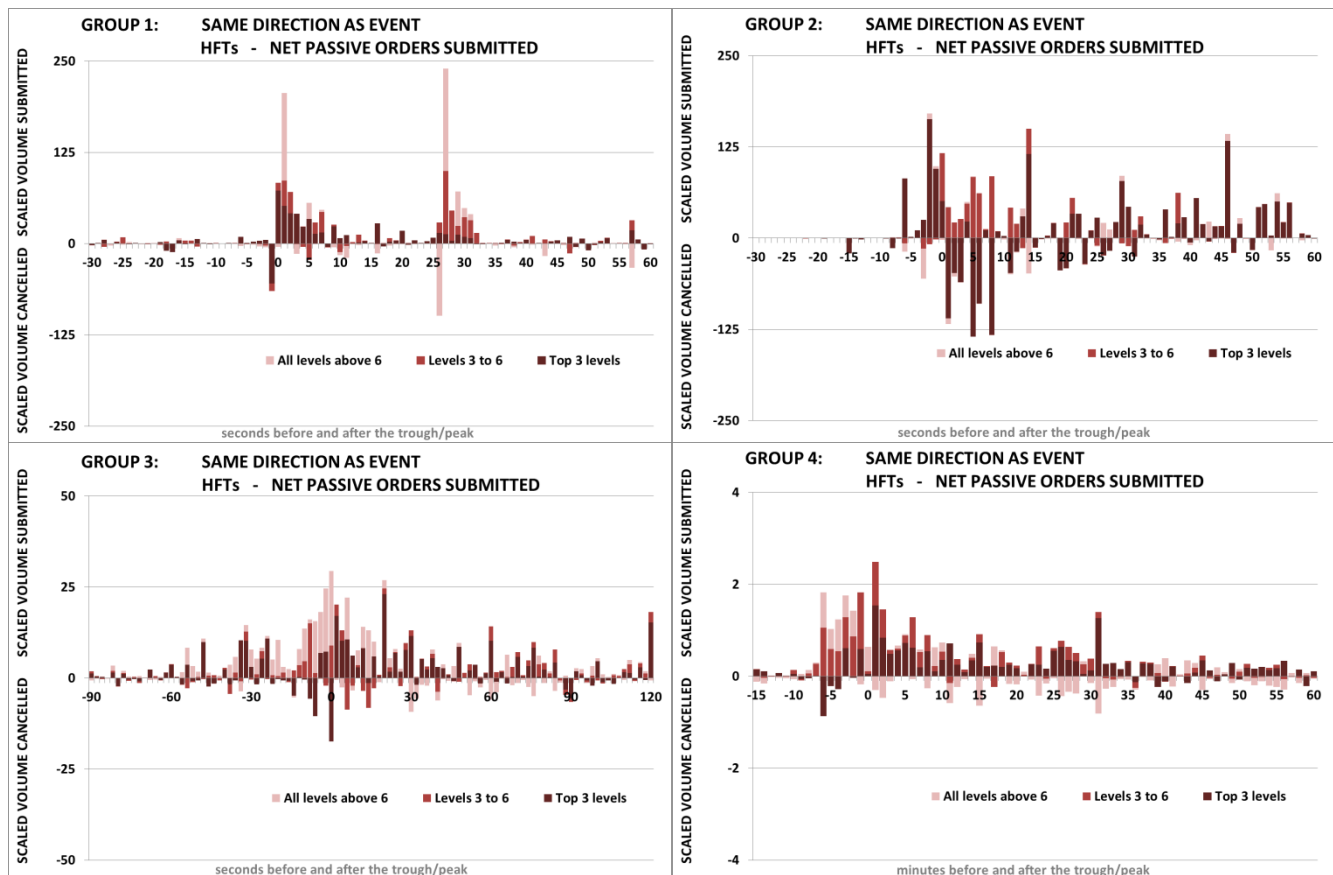 GROUP 1: SAME DIRECTION AS EVENT
HFTs - NET PASSIVE ORDERS SUBMITTED
SCALED VOLUME SUBMITTED
SCALED VOLUME CANCELLED
250
125
0
-125
-250
-30 -25 -20 -15 -10 -5 0 5 10 15 20 25 30 35 40 45 50 55 60
All levels above 6 Levels 3 to 6 Top 3 levels
seconds before and after the trough/peak
GROUP 2: SAME DIRECTION AS EVENT
HFTs - NET PASSIVE ORDERS SUBMITTED
SCALED VOLUME SUBMITTED
SCALED VOLUME CANCELLED
250
125
0
-125
-250
-30 -25 -20 -15 -10 -5 0 5 10 15 20 25 30 35 40 45 50 55 60
All levels above 6 Levels 3 to 6 Top 3 levels
seconds before and after the trough/peak
GROUP 3: SAME DIRECTION AS EVENT
HFTs - NET PASSIVE ORDERS SUBMITTED
SCALED VOLUME SUBMITTED
SCALED VOLUME CANCELLED
50
25
0
-25
-50
-90 -60 -30 0 30 60 90 120
All levels above 6 Levels 3 to 6 Top 3 levels
seconds before and after the trough/peak
GROUP 4: SAME DIRECTION AS EVENT
HFTs - NET PASSIVE ORDERS SUBMITTED
SCALED VOLUME SUBMITTED
SCALED VOLUME CANCELLED
4
2
0
-2
-4
-15 -10 -5 0 5 10 15 20 25 30 35 40 45 50 55 60
All levels above 6 Levels 3 to 6 Top 3 levels
minutes before and after the trough/peak